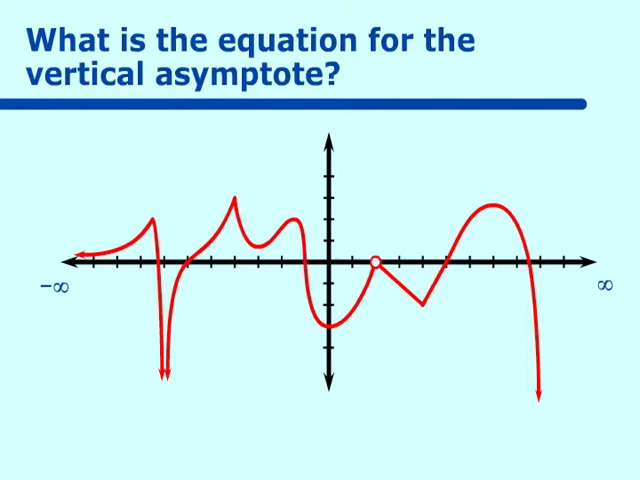 What is the equation for the
vertical asymptote?
−∞
∞